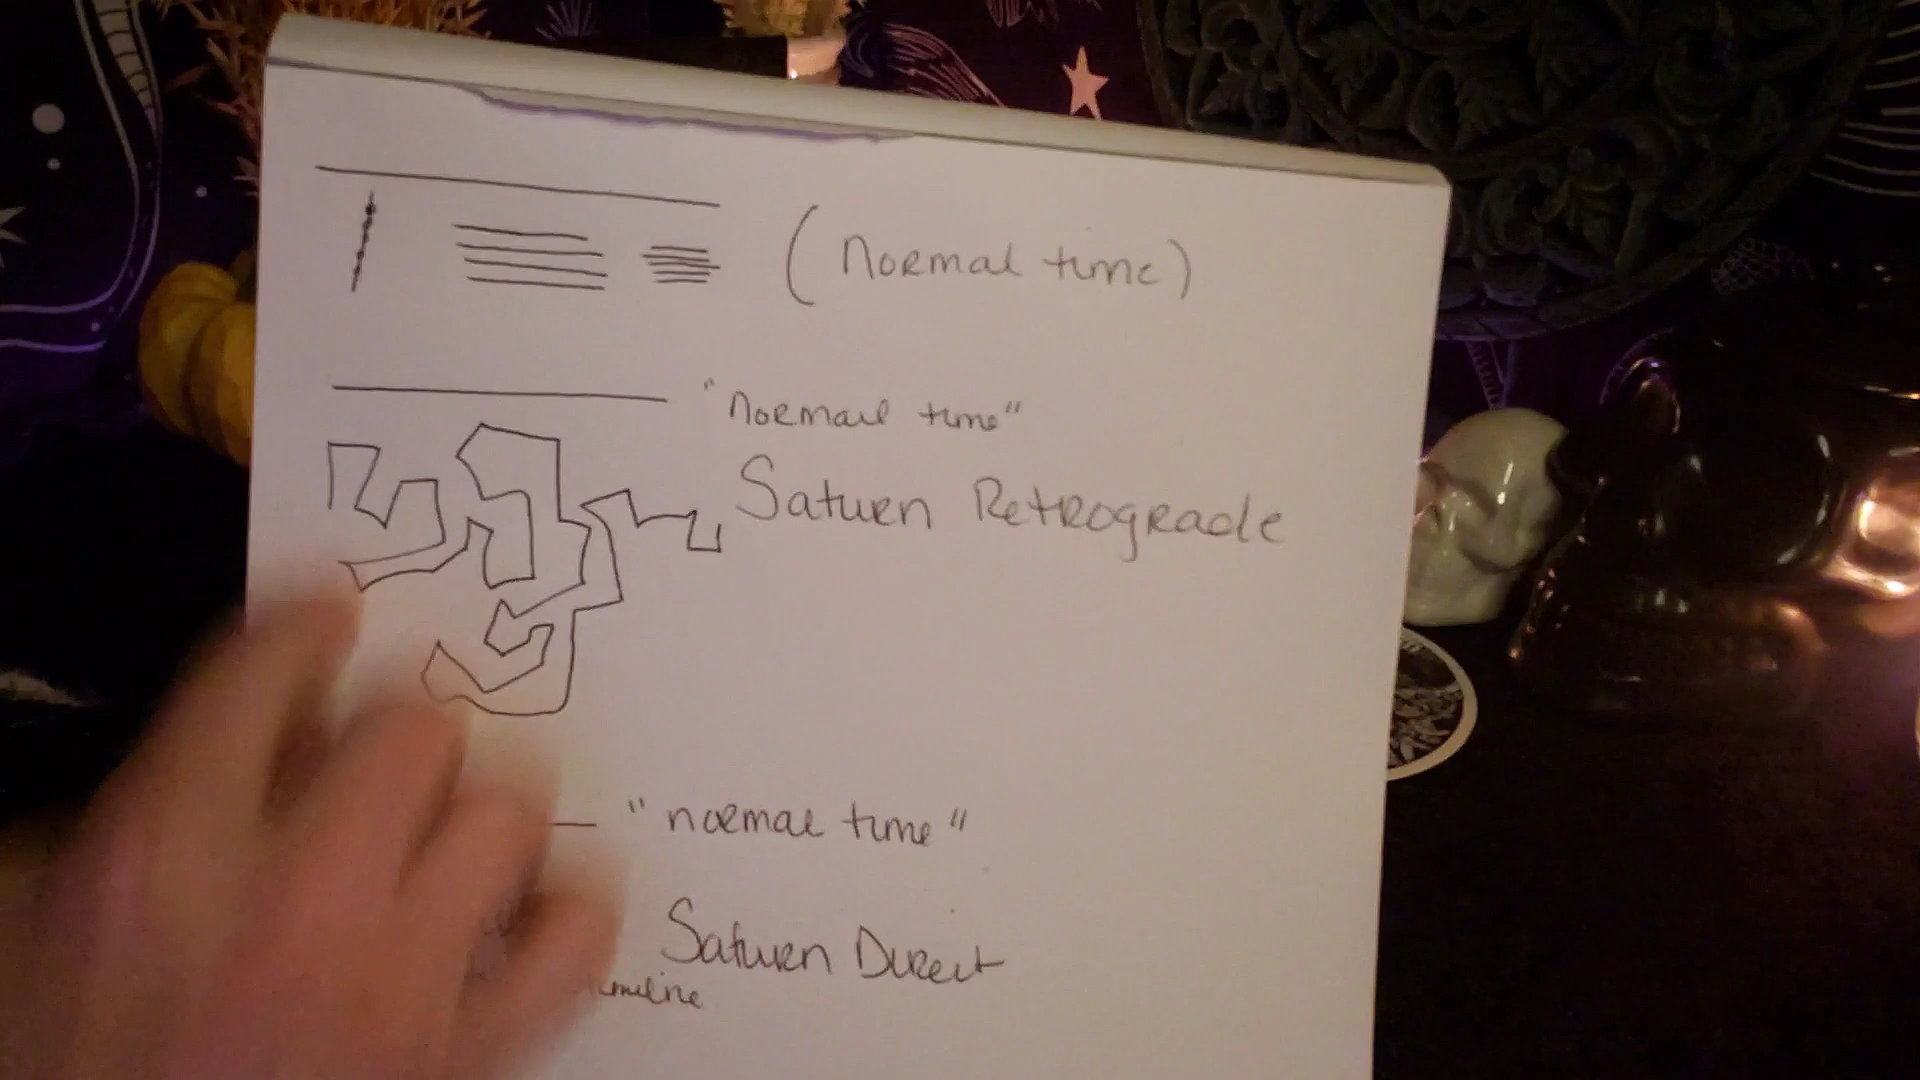 (Normal time)
"Normal time"
Saturn Retrograde
"normal time"
Saturn Direct